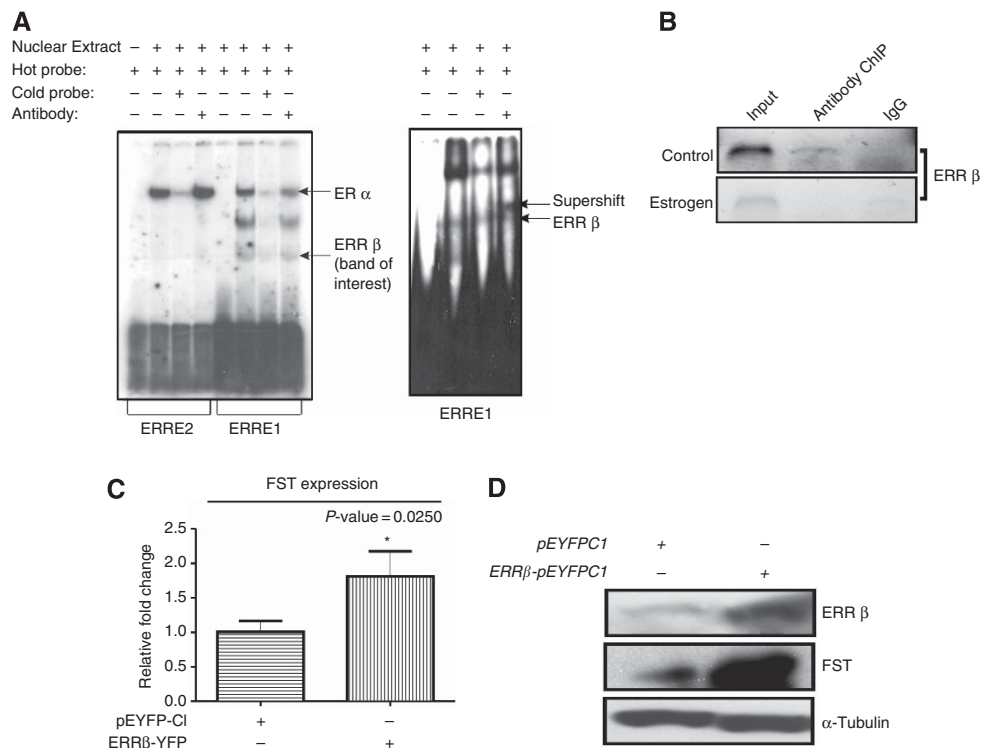 A
Nuclear Extract – + + + + + + +
Hot probe: + + + + + + + +
Cold probe: – – + – – – + –
Antibody: – – – + – – – +
ER α
ERR β
(band of
interest)
ERRE2
ERRE1
+ + + +
+ + + +
– – + –
– – – +
Supershift
ERR β
ERRE1
B
Input
Antibody ChIP
IgG
Control
Estrogen
ERR β
C
FST expression
P-value = 0.0250
*
Relative fold change
2.5
2.0
1.5
1.0
0.5
0.0
pEYFP-Cl + –
ERRβ-YFP – +
D
pEYFPC1 + –
ERRβ-pEYFPC1 – +
ERR β
FST
α-Tubulin